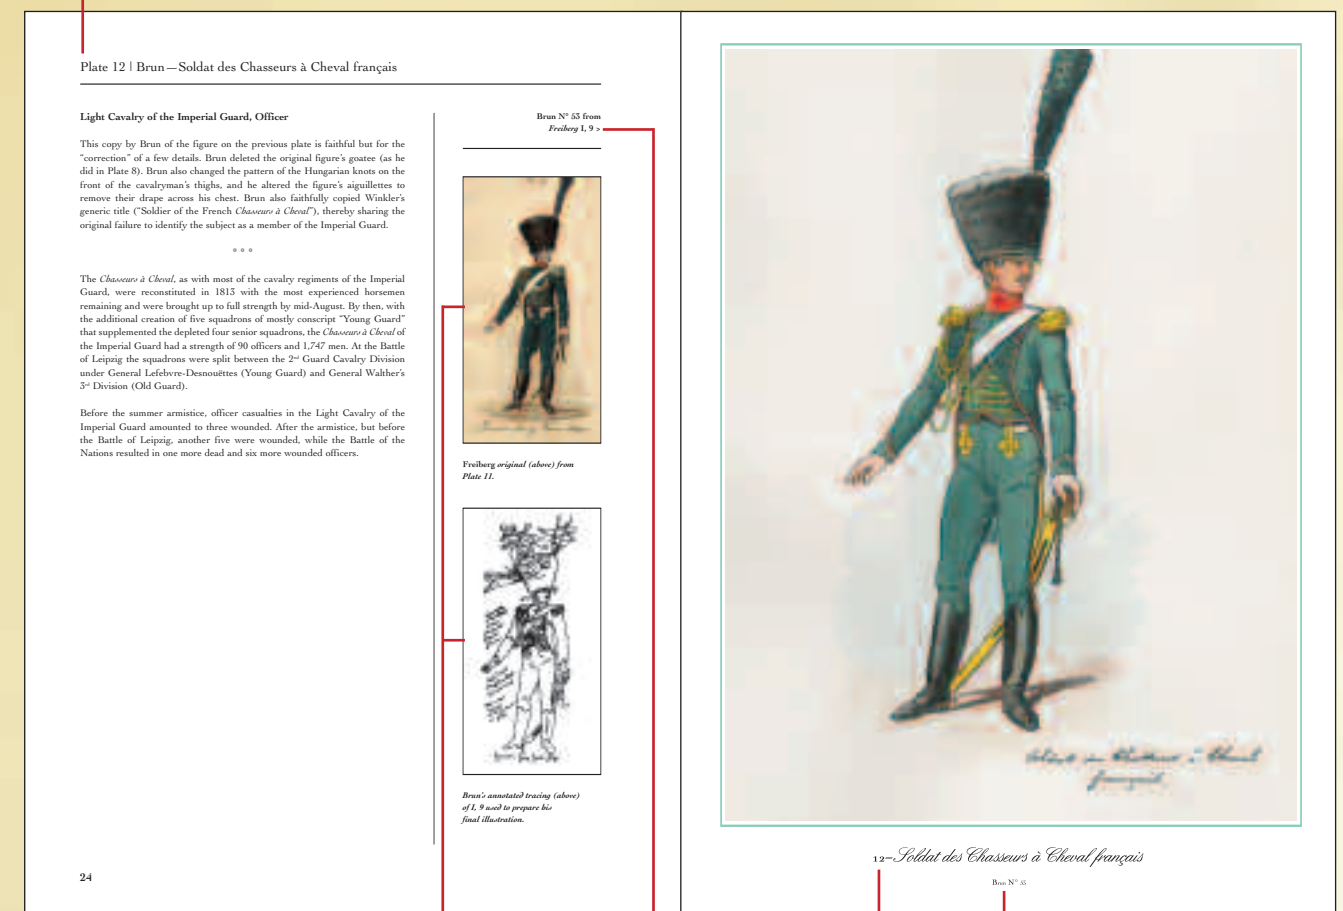 Plate 12 | Brun—Soldat des Chasseurs à Cheval français
Light Cavalry of the Imperial Guard, Officer
This copy by Brun of the figure on the previous plate is faithful but for the
“correction” of a few details. Brun deleted the original figure’s goatee (as he
did in Plate 8). Brun also changed the pattern of the Hungarian knots on the
front of the cavalryman’s thighs, and he altered the figure’s aiguillettes to
remove their drape across his chest. Brun also faithfully copied Winkler’s
generic title (“Soldier of the French Chasseurs à Cheval”), thereby sharing the
original failure to identify the subject as a member of the Imperial Guard.
The Chasseurs à Cheval, as with most of the cavalry regiments of the Imperial
Guard, were reconstituted in 1813 with the most experienced horsemen
remaining and were brought up to full strength by mid-August. By then, with
the additional creation of five squadrons of mostly conscript “Young Guard”
that supplemented the depleted four senior squadrons, the Chasseurs à Cheval of
the Imperial Guard had a strength of 90 officers and 1,747 men. At the Battle
of Leipzig the squadrons were split between the 2nd Guard Cavalry Division
under General Lefebvre-Desnouëttes (Young Guard) and General Walther’s
3rd Division (Old Guard).
Before the summer armistice, officer casualties in the Light Cavalry of the
Imperial Guard amounted to three wounded. After the armistice, but before
the Battle of Leipzig, another five were wounded, while the Battle of the
Nations resulted in one more dead and six more wounded officers.
24
Brun N° 53 from
Freiberg I, 9 >
Freiberg original (above) from
Plate 11.
Brun’s annotated tracing (above)
of I, 9 used to prepare his
final illustration.
Soldat des Chasseurs à Cheval
français
12—Soldat des Chasseurs à Cheval français
Brun N° 53